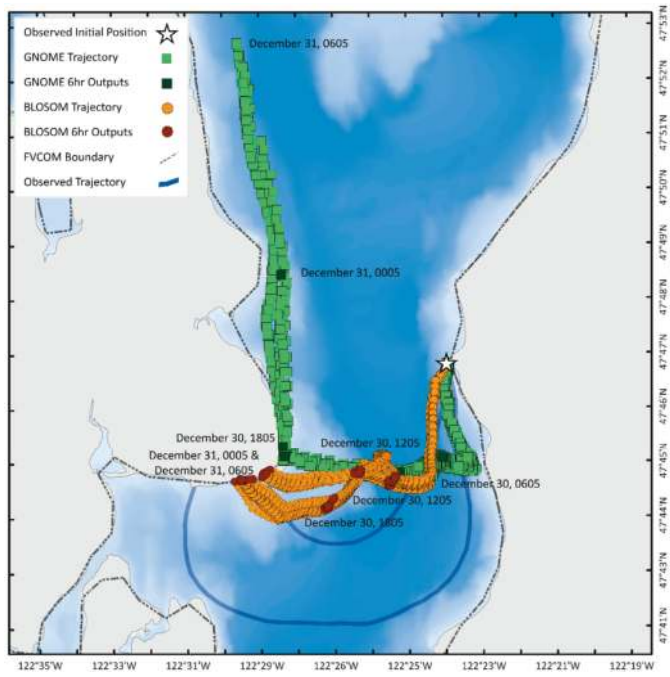 Observed Initial Position
GNOME Trajectory
GNOME 6hr Outputs
BLOSOM Trajectory
BLOSOM 6hr Outputs
FVCOM Boundary
Observed Trajectory
December 31, 0605
December 31, 0005
December 30, 1805
December 31, 0005 &
December 31, 0605
December 30, 1205
December 30, 0605
December 30, 1205
December 30, 1805
47°53'N
47°52'N
47°51'N
47°50'N
47°49'N
47°48'N
47°47'N
47°46'N
47°45'N
47°44'N
47°43'N
47°41'N
122°35'W
122°33'W
122°31'W
122°29'W
122°26'W
122°25'W
122°23'W
122°21'W
122°19'W